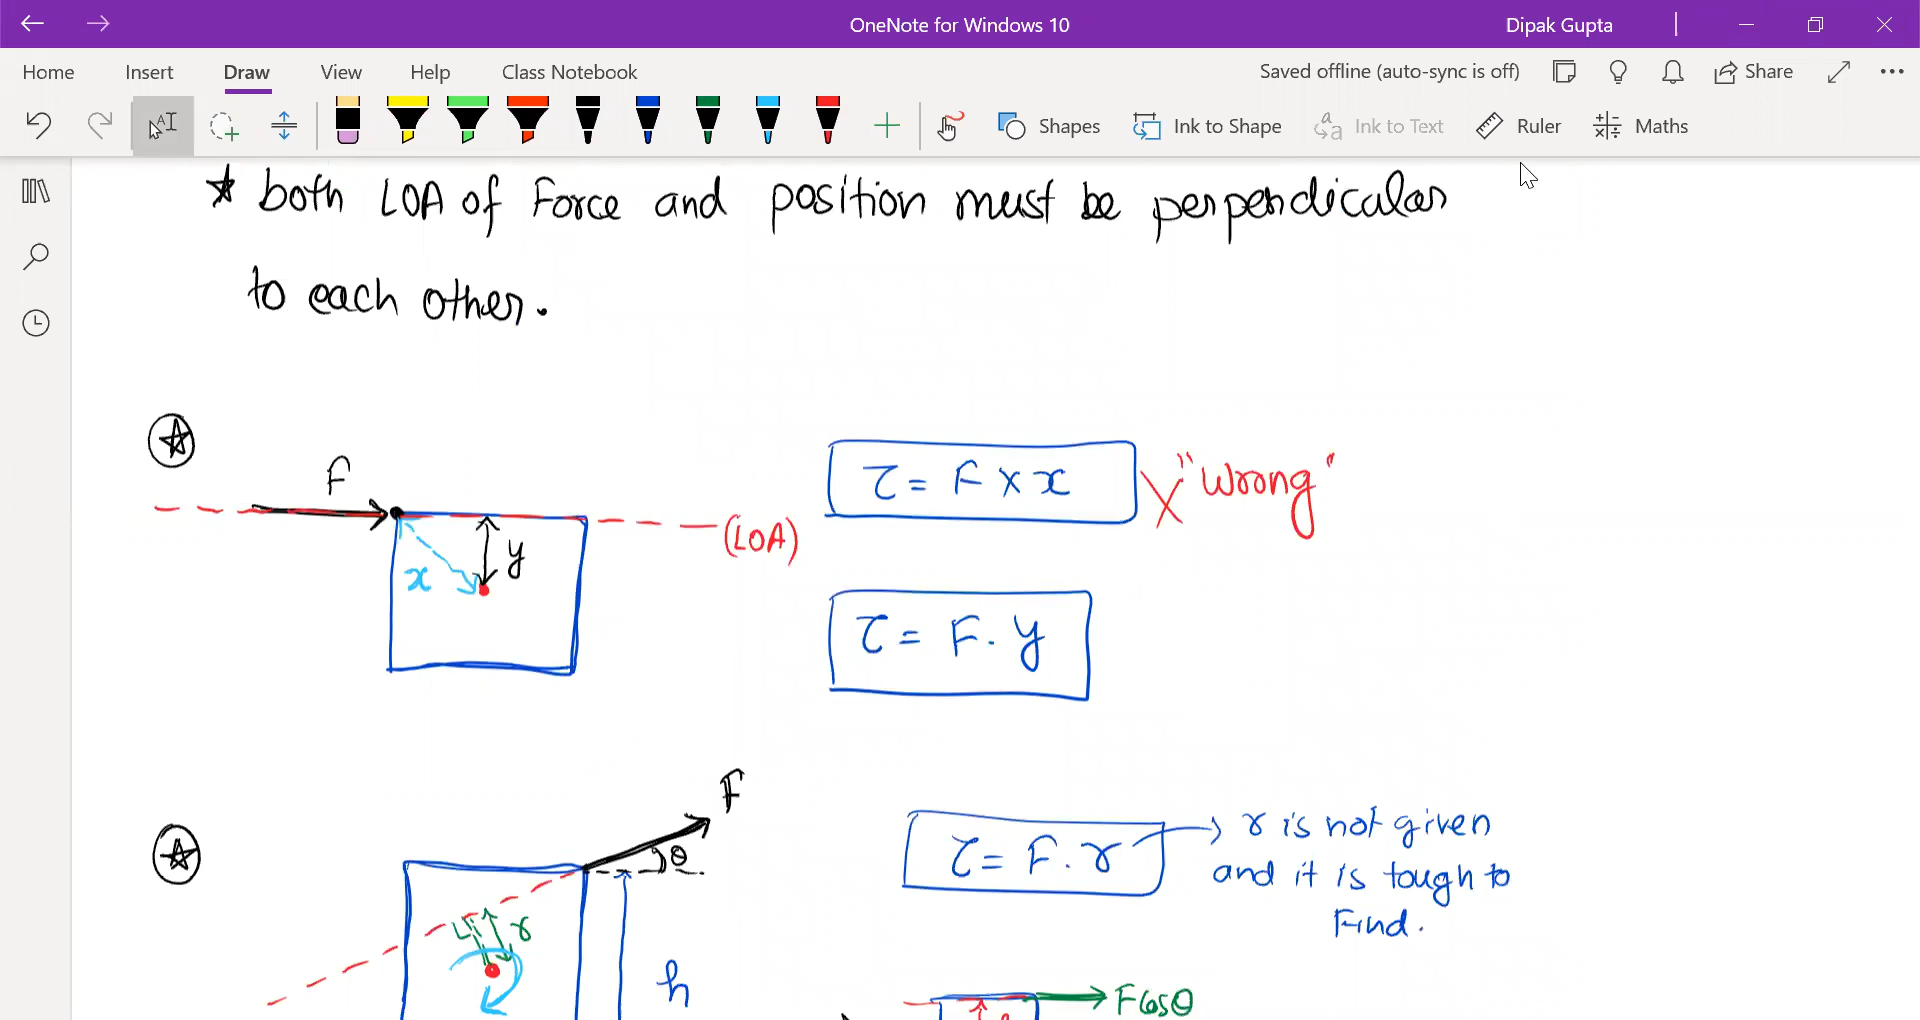 OneNote for Windows 10
Dipak Gupta
Home Insert Draw View Help Class Notebook
Saved offline (auto-sync is off) Share
Shapes Ink to Shape Ink to Text Ruler Maths
both LOA of Force and position must be perpendicular
to each other.
F
x
y
(LOA)
τ = F × x
X "Wrong"
τ = F . y
F
θ
r
h
τ = F . r
r is not given
and it is tough to
Find.
F cosθ